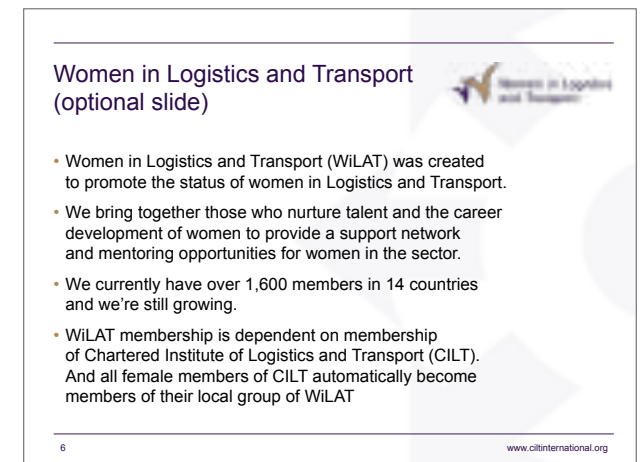 Women in Logistics and Transport
(optional slide)
Women in Logistics
and Transport
• Women in Logistics and Transport (WiLAT) was created
to promote the status of women in Logistics and Transport.
• We bring together those who nurture talent and the career
development of women to provide a support network
and mentoring opportunities for women in the sector.
• We currently have over 1,600 members in 14 countries
and we're still growing.
• WiLAT membership is dependent on membership
of Chartered Institute of Logistics and Transport (CILT).
And all female members of CILT automatically become
members of their local group of WiLAT
6
www.ciltinternational.org